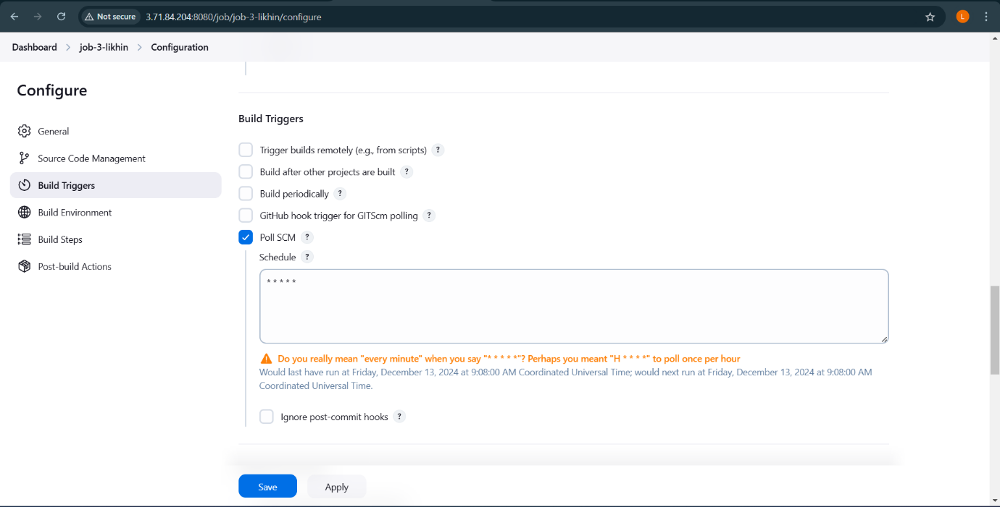 Not secure 3.71.84.204:8080/job/job-3-likhin/configure L
Dashboard > job-3-likhin > Configuration
Configure
General
Source Code Management
Build Triggers
Build Environment
Build Steps
Post-build Actions
Build Triggers
Trigger builds remotely (e.g., from scripts) ?
Build after other projects are built ?
Build periodically ?
GitHub hook trigger for GITScm polling ?
Poll SCM ?
Schedule ?
* * * * *
Do you really mean "every minute" when you say "* * * * *"? Perhaps you meant "H * * * *" to poll once per hour
Would last have run at Friday, December 13, 2024 at 9:08:00 AM Coordinated Universal Time; would next run at Friday, December 13, 2024 at 9:08:00 AM
Coordinated Universal Time.
Ignore post-commit hooks ?
Save Apply